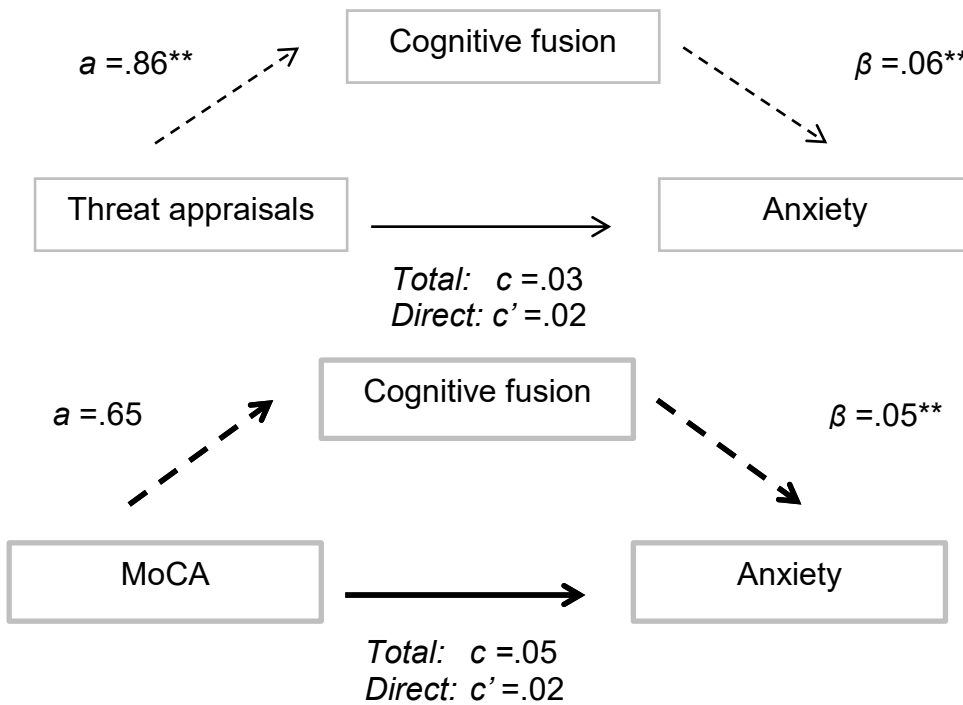 Cognitive fusion
a =.86**
β =.06**
Threat appraisals
Anxiety
Total: c =.03
Direct: c’ =.02
Cognitive fusion
a =.65
β =.05**
MoCA
Anxiety
Total: c =.05
Direct: c’ =.02